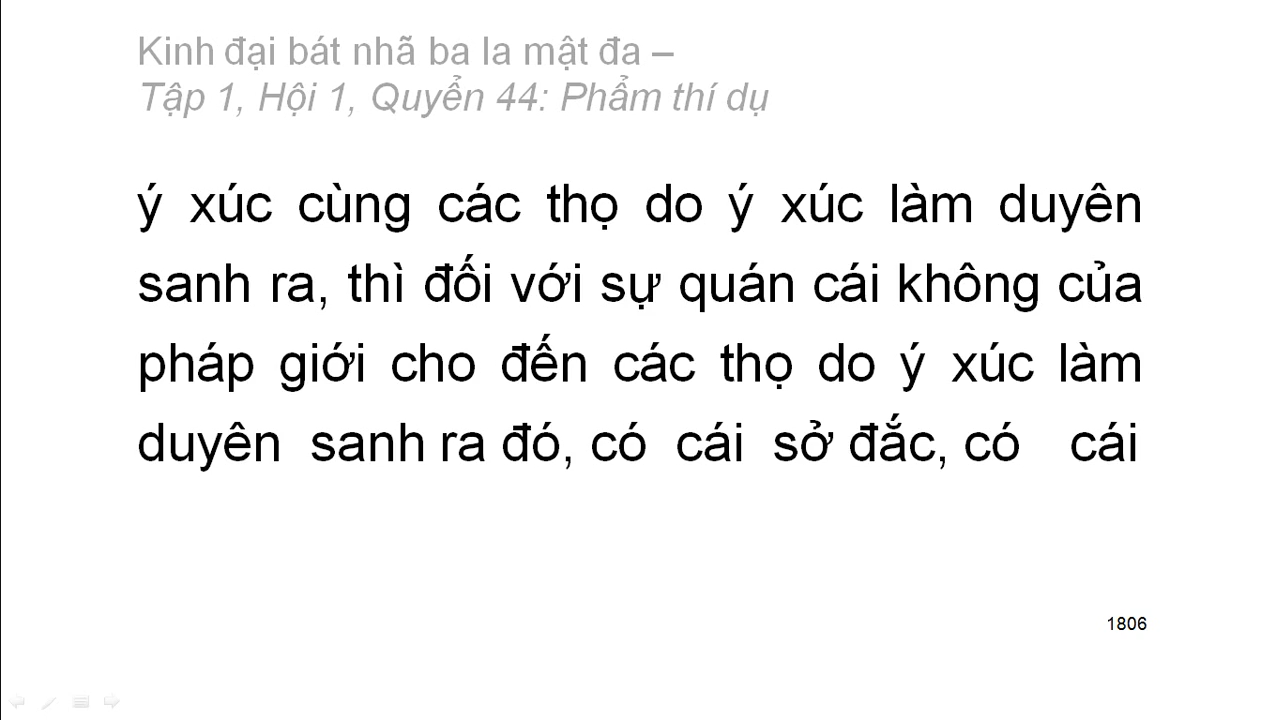 Kinh đại bát nhã ba la mật đa –
Tập 1, Hội 1, Quyển 44: Phẩm thí dụ
ý xúc cùng các thọ do ý xúc làm duyên
sanh ra, thì đối với sự quán cái không của
pháp giới cho đến các thọ do ý xúc làm
duyên sanh ra đó, có cái sở đắc, có cái
1806